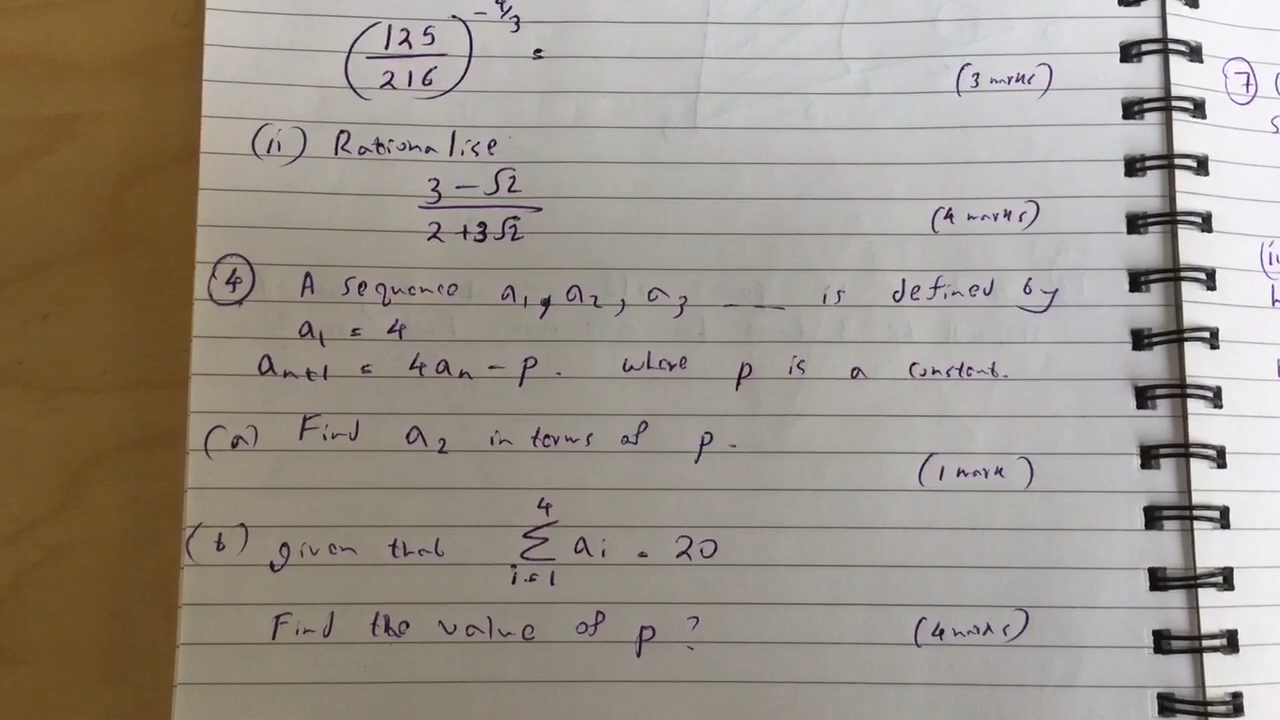 (125/216)^-4/3 =
(3 marks)
(ii) Rationalise
3 - √2
2 + 3√2
(4 marks)
④ A sequence a₁, a₂, a₃ --- is defined by
a₁ = 4
aₙ₊₁ = 4aₙ - p. where p is a constant.
(a) Find a₂ in terms of p.
(1 mark)
(b) given that ∑_{i=1}^{4} aᵢ = 20
Find the value of p? (4 marks)
⑦